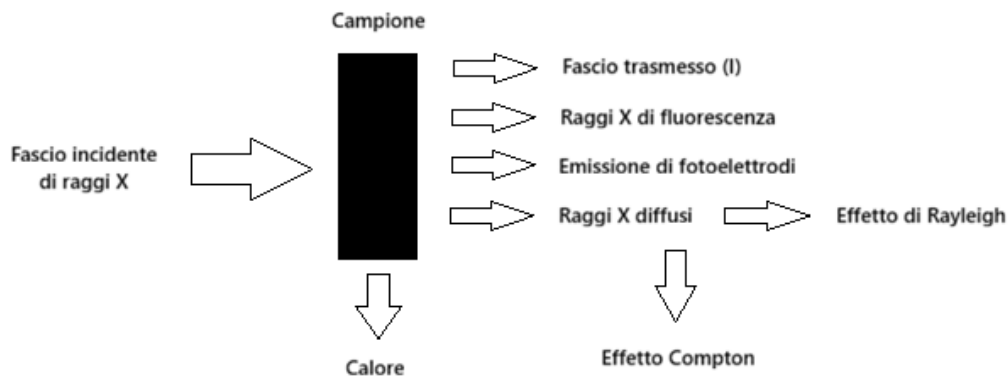 Campione
Fascio incidente
di raggi X
Fascio trasmesso (I)
Raggi X di fluorescenza
Emissione di fotoelettrodi
Raggi X diffusi
Effetto di Rayleigh
Calore
Effetto Compton